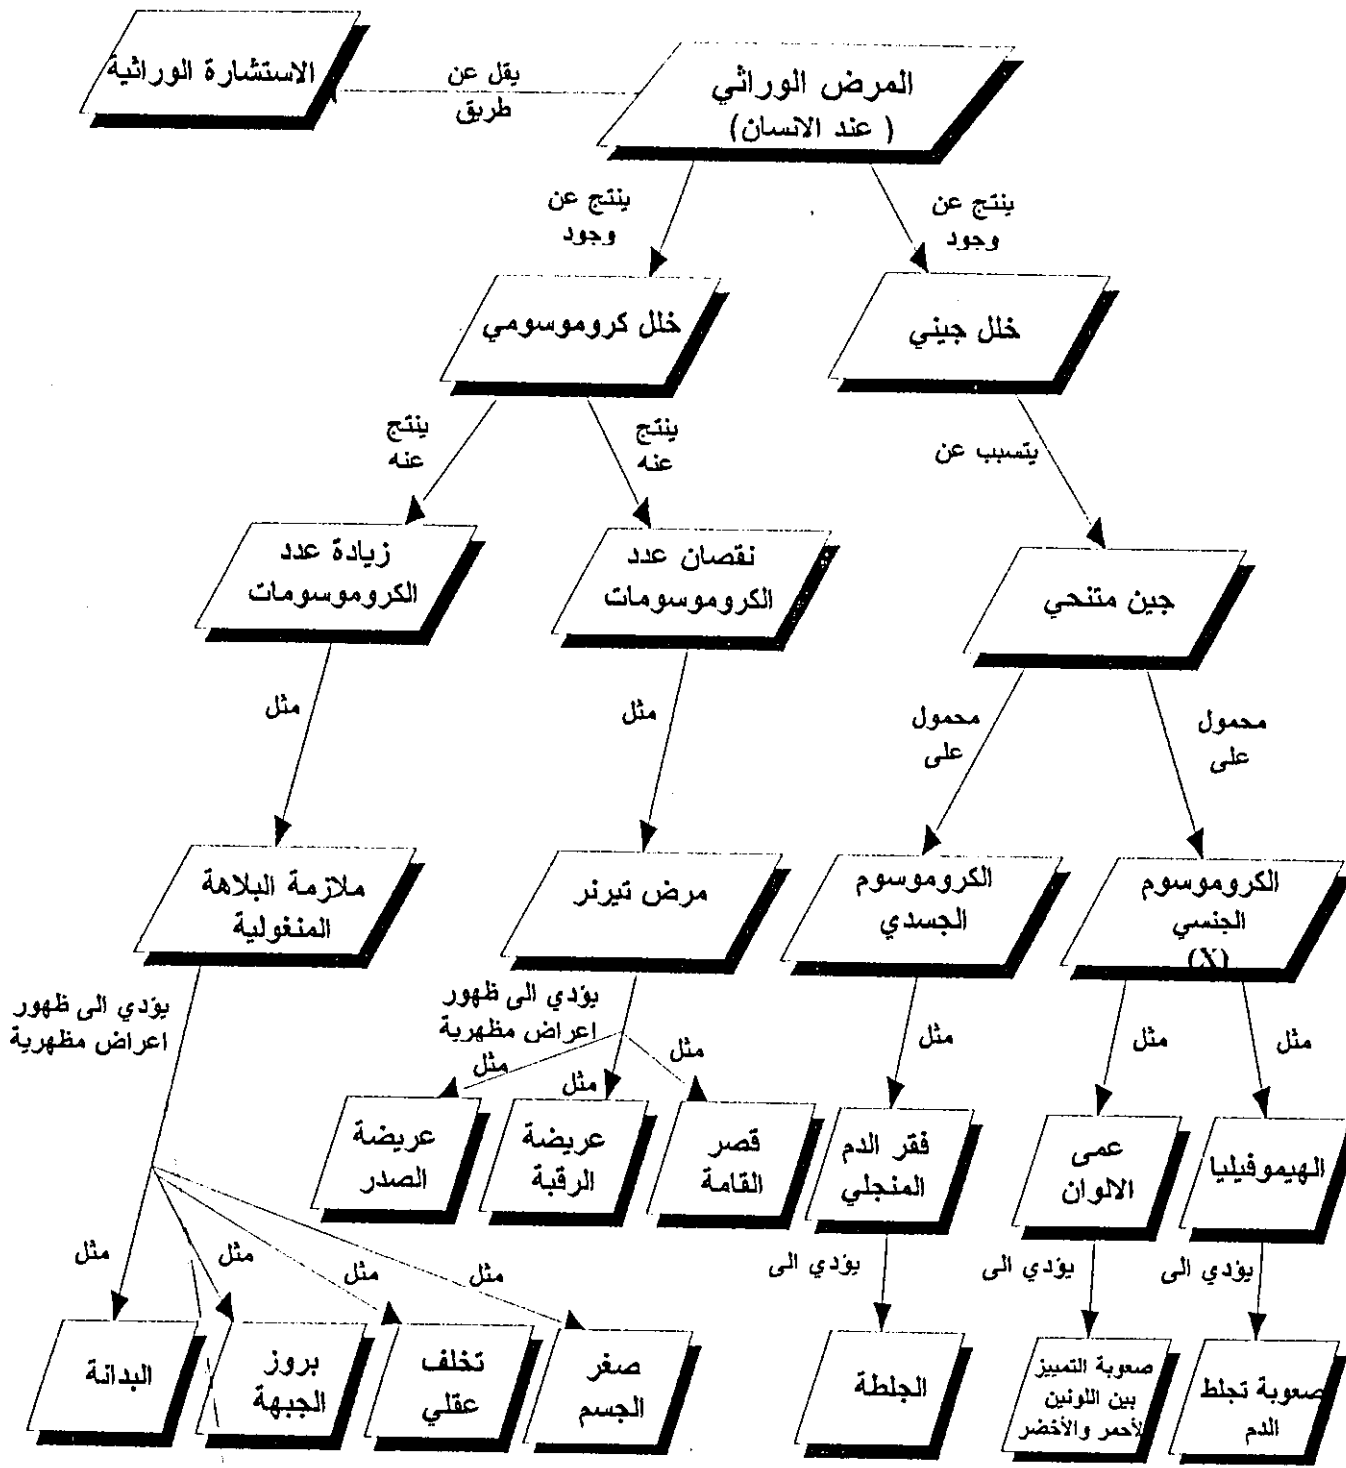 الاستشارة الوراثية
يقل عن
طريق
المرض الوراثي
( عند الانسان)
ينتج عن
وجود
ينتج عن
وجود
خلل جيني
خلل كروموسومي
يتسبب عن
ينتج
عنه
ينتج
عنه
جين متنحي
نقصان عدد
الكروموسومات
زيادة عدد
الكروموسومات
محمول
على
محمول
على
مثل
مثل
الكروموسوم
الجنسي
(X)
الكروموسوم
الجسدي
مرض تيرنر
ملازمة البلاهة
المنغولية
مثل
مثل
مثل
يؤدي الى ظهور
اعراض مظهرية
مثل
مثل
مثل
يؤدي الى ظهور
اعراض مظهرية
الهيموفيليا
عمى
الالوان
فقر الدم
المنجلي
قصر
القامة
عريضة
الرقبة
عريضة
الصدر
يؤدي الى
يؤدي الى
يؤدي الى
مثل
مثل
مثل
مثل
صعوبة تجلط
الدم
صعوبة التمييز
بين اللونين
لأحمر والأخضر
الجلطة
صغر
الجسم
تخلف
عقلي
بروز
الجبهة
البدانة